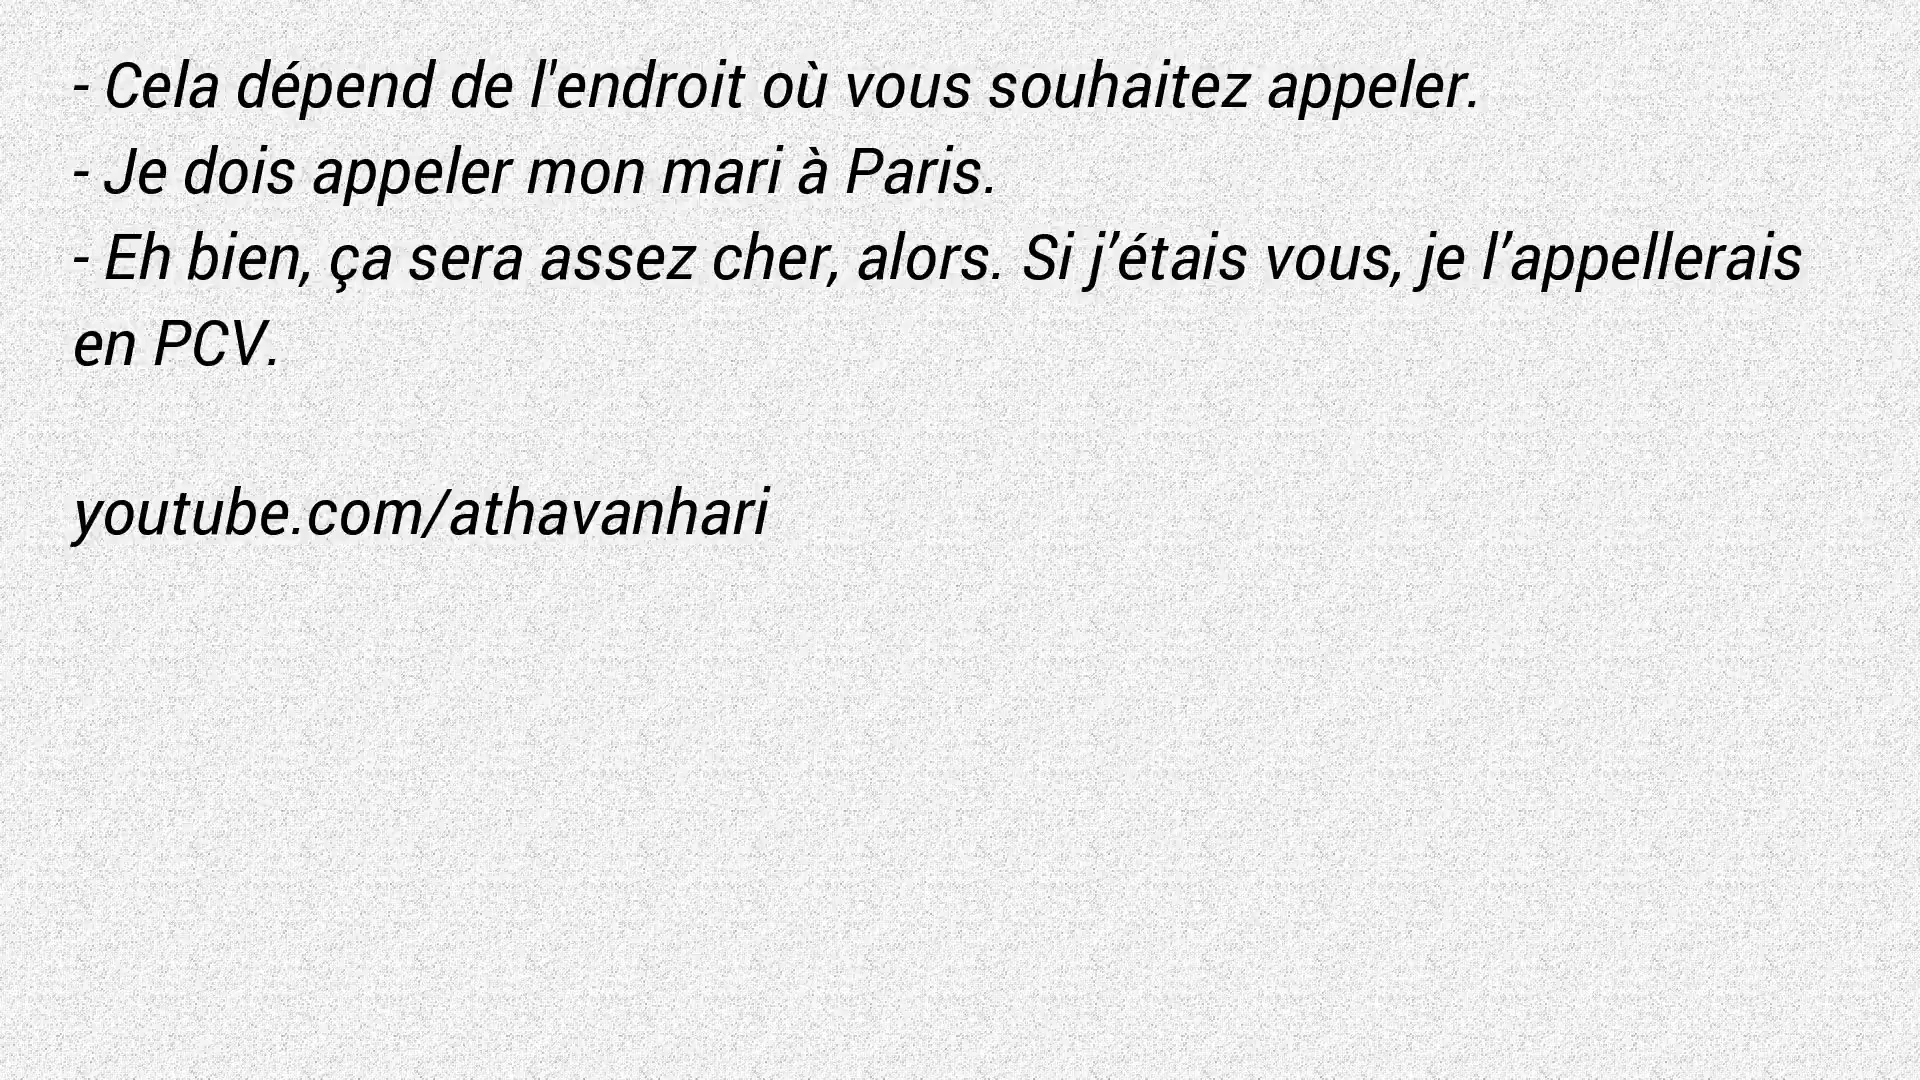 - Cela dépend de l'endroit où vous souhaitez appeler.
- Je dois appeler mon mari à Paris.
- Eh bien, ça sera assez cher, alors. Si j’étais vous, je l’appellerais
en PCV.
youtube.com/athavanhari